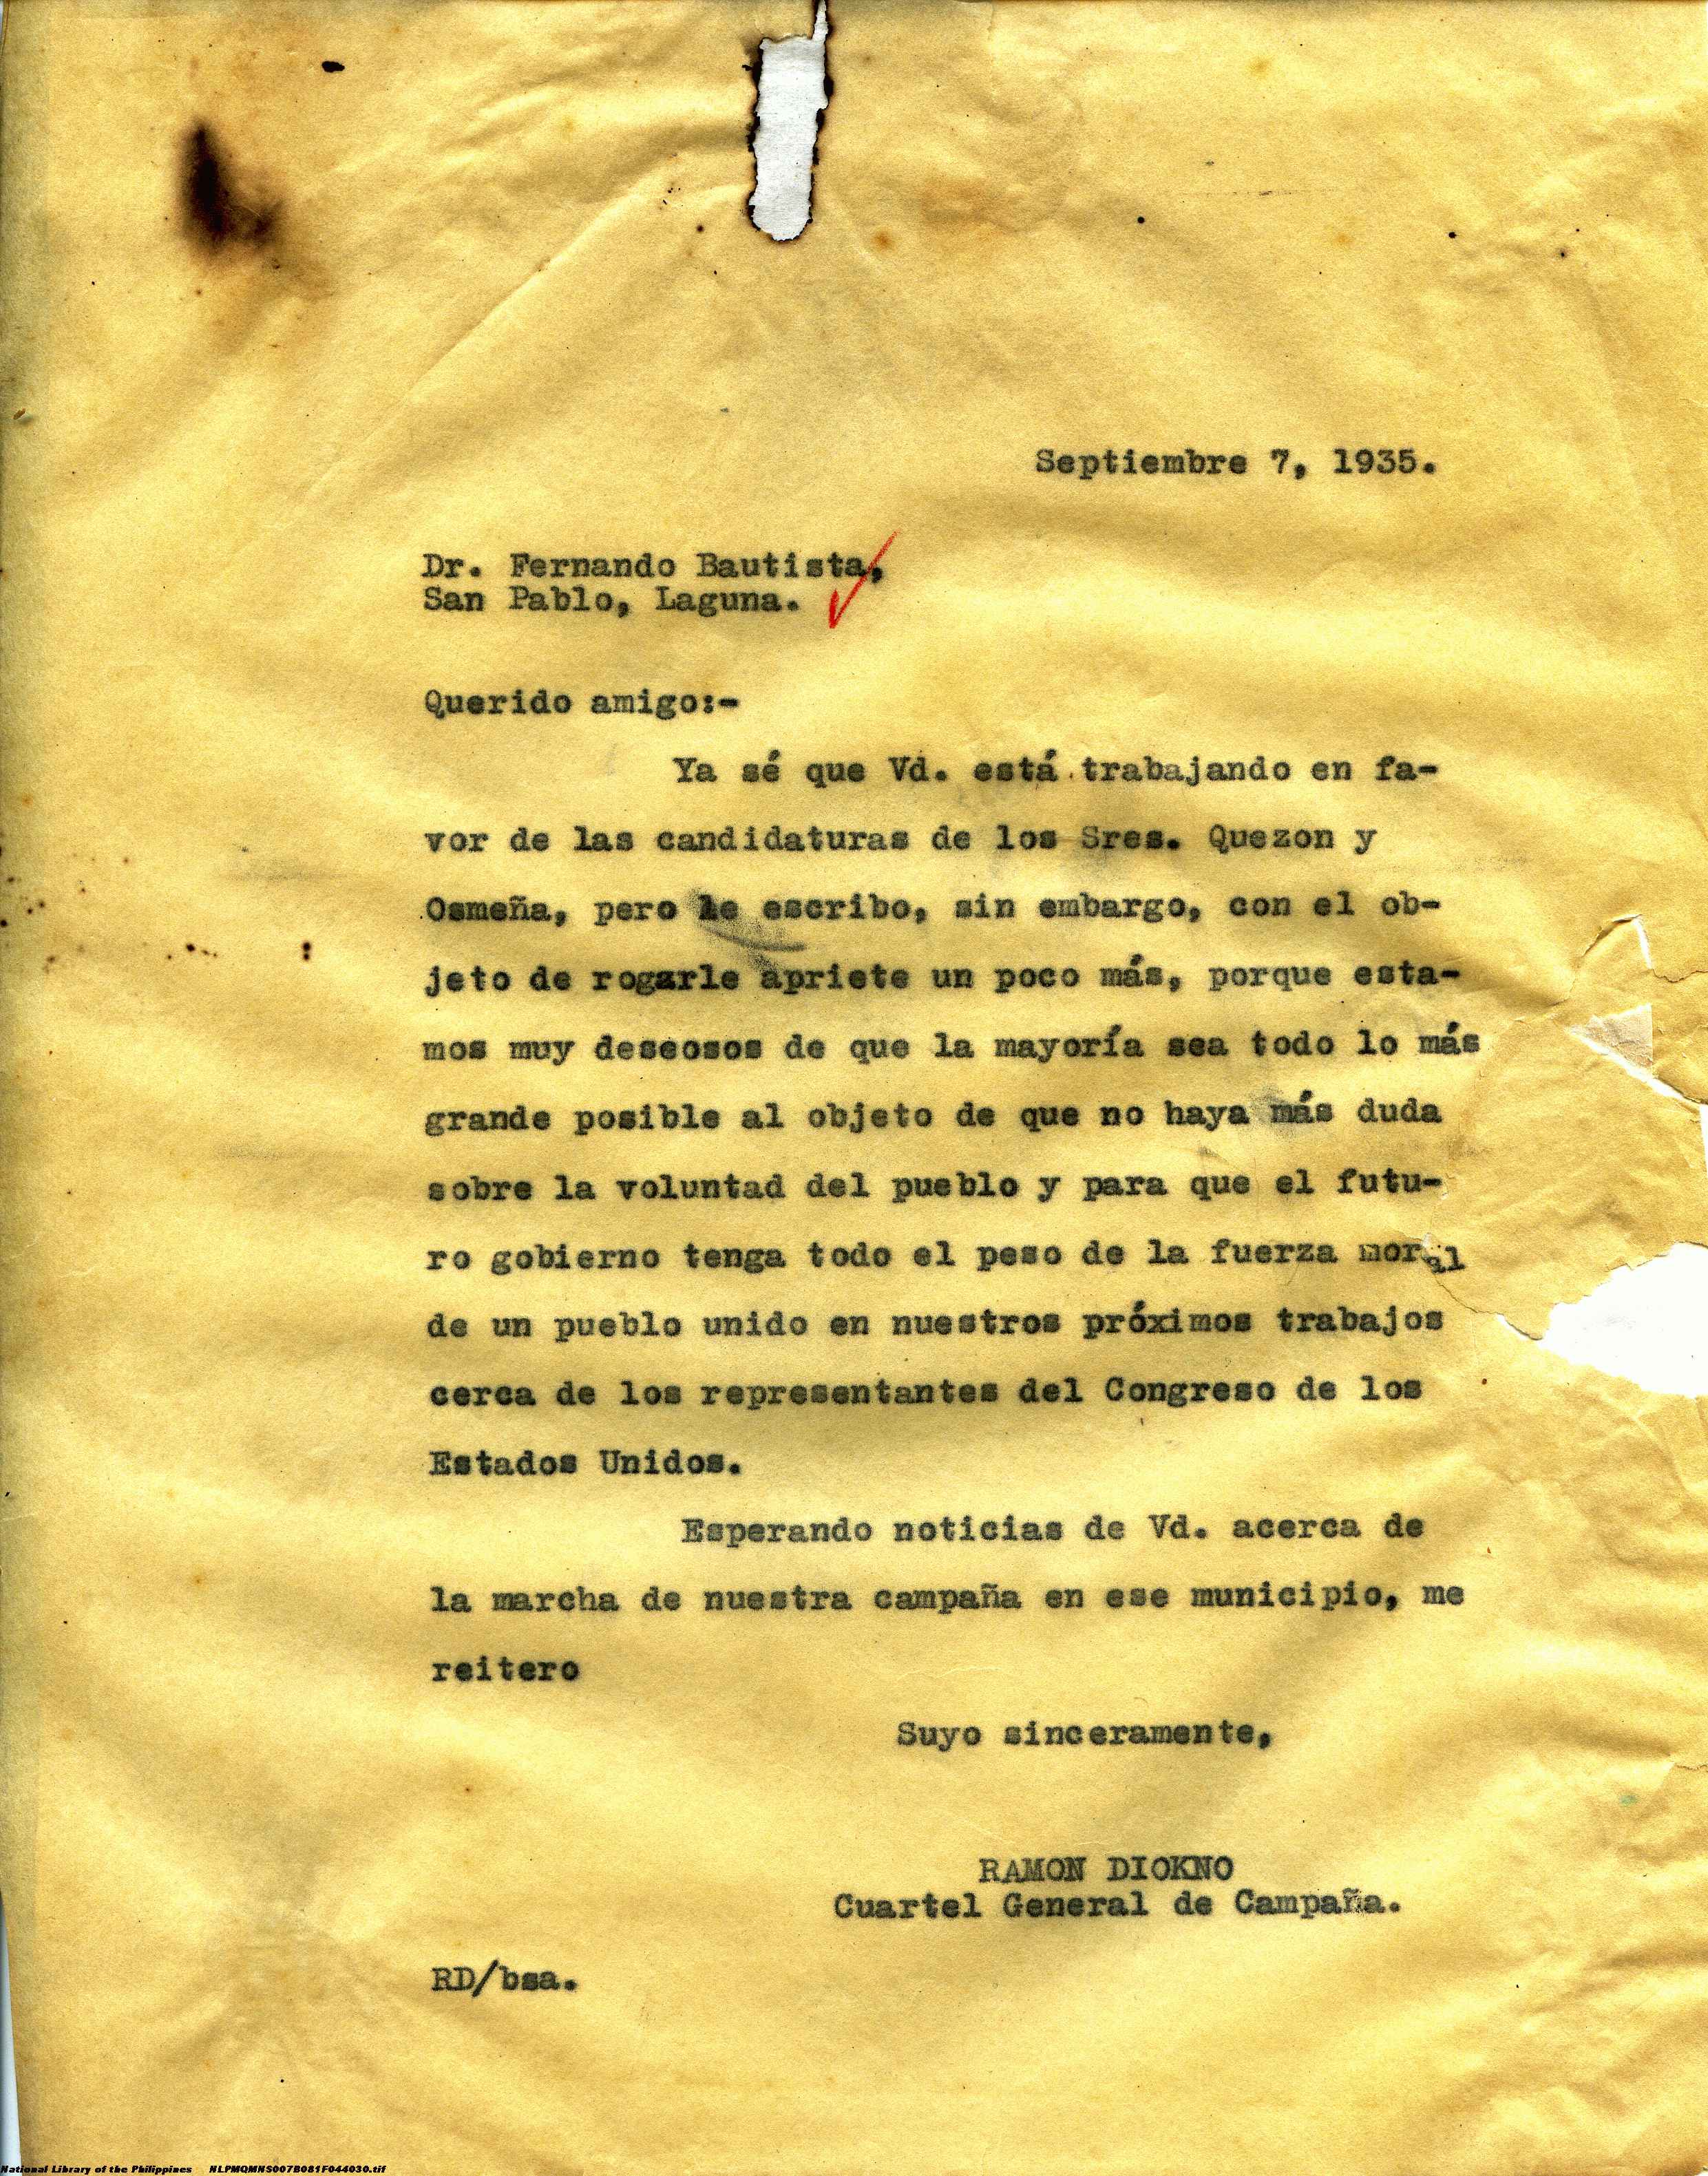 Septiembre 7, 1935.
Dr. Fernando Bautista,
San Pablo, Laguna.
Querido amigo:-
Ya sé que Vd. está trabajando en fa-
vor de las candidaturas de los Sres. Quezon y
Osmeña, pero le escribo, sin embargo, con el ob-
jeto de rogarle apriete un poco más, porque esta-
mos muy deseosos de que la mayoría sea todo lo más
grande posible al objeto de que no haya más duda
sobre la voluntad del pueblo y para que el futu-
ro gobierno tenga todo el peso de la fuerza moral
de un pueblo unido en nuestros próximos trabajos
cerca de los representantes del Congreso de los
Estados Unidos.
Esperando noticias de Vd. acerca de
la marcha de nuestra campaña en ese municipio, me
reitero
Suyo sinceramente,
RAMON DIOKNO
Cuartel General de Campaña.
RD/bsa.
National Library of the Philippines NLPMQMNS007B081F044030.tif